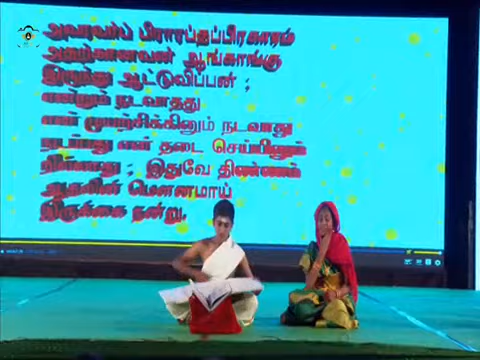 அவரவர்ப் பிராரப்தப்பிரகாரம்
அதற்கானவன் ஆங்காங்கு
இருந்து ஆட்டுவிப்பன் ;
என்றும் நடவாதது
என் முயற்சிக்கினும் நடவாது
நடப்பது என் தடை செய்யினும்
நில்லாது ; இதுவே திண்ணம்
ஆதலின் மௌனமாய்
இருக்கை நன்று.